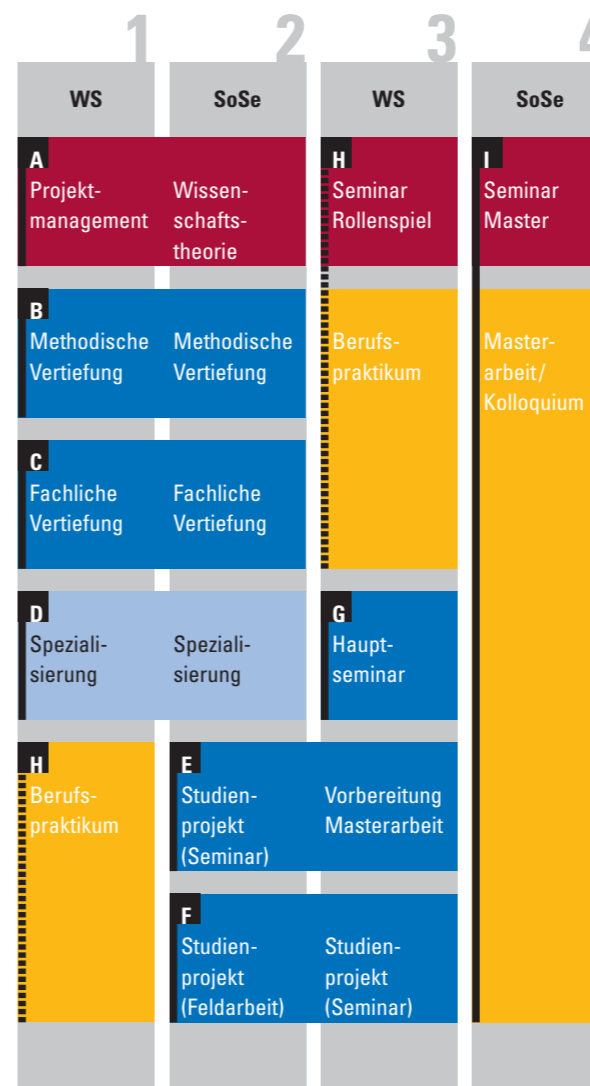 1
2
3
4
WS
SoSe
WS
SoSe
A
Projekt-
management
Wissen-
schafts-
theorie
H
Seminar
Rollenspiel
I
Seminar
Master
B
Methodische
Vertiefung
Methodische
Vertiefung
Berufs-
praktikum
Master-
arbeit/
Kolloquium
C
Fachliche
Vertiefung
Fachliche
Vertiefung
D
Speziali-
sierung
Speziali-
sierung
G
Haupt-
seminar
H
Berufs-
praktikum
E
Studien-
projekt
(Seminar)
Vorbereitung
Masterarbeit
F
Studien-
projekt
(Feldarbeit)
Studien-
projekt
(Seminar)